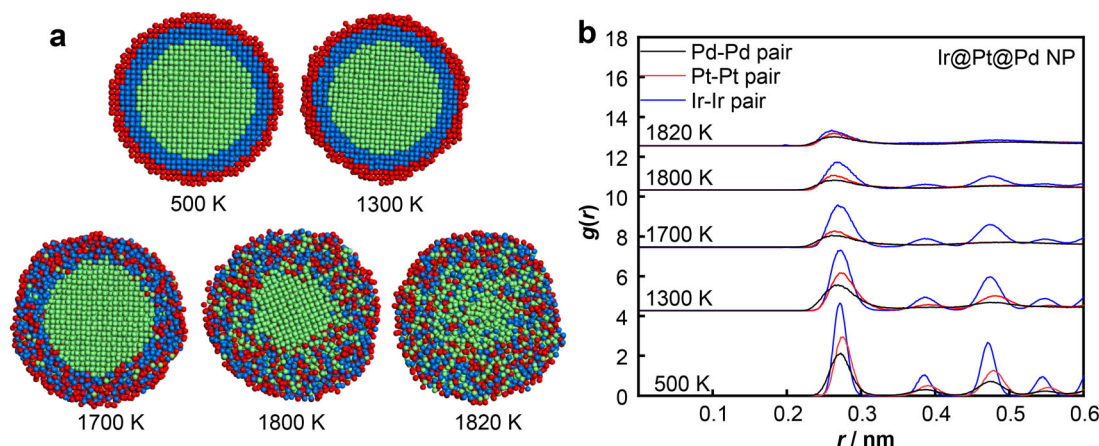 a
500 K
1300 K
1700 K
1800 K
1820 K
b
Pd-Pd pair
Pt-Pt pair
Ir-Ir pair
Ir@Pt@Pd NP
18
16
14
12
10
8
6
4
2
0
g(r)
1820 K
1800 K
1700 K
1300 K
500 K
0.1
0.2
0.3
0.4
0.5
0.6
r / nm